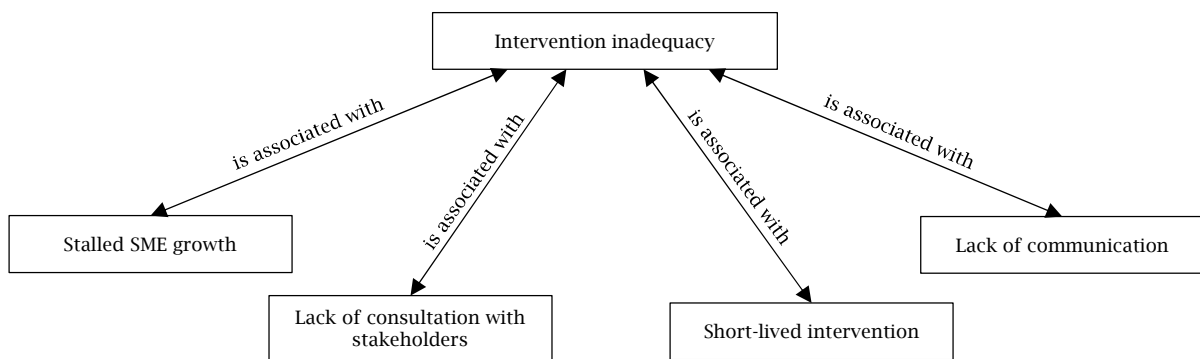 Intervention inadequacy
is associated with
is associated with
is associated with
is associated with
Stalled SME growth
Lack of communication
Lack of consultation with
stakeholders
Short-lived intervention